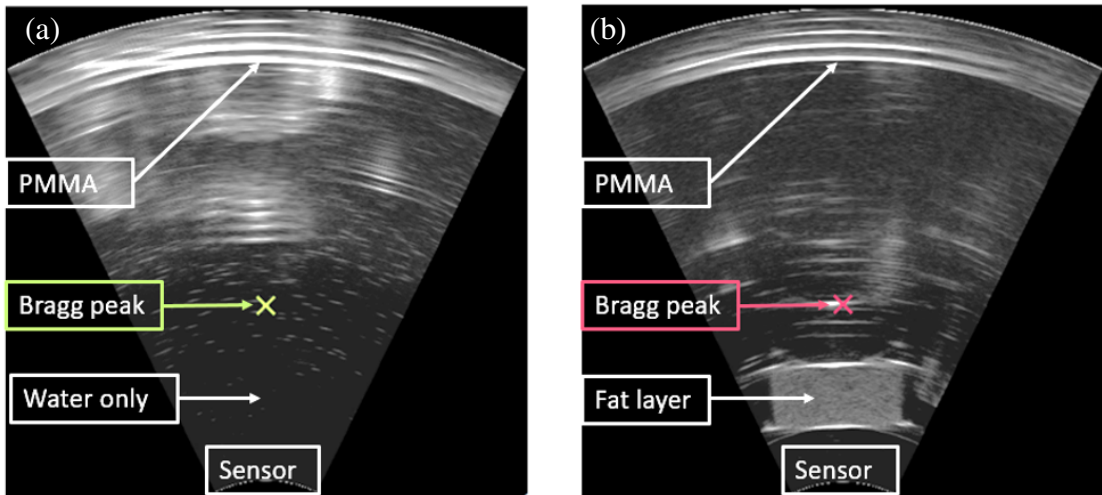 (a)
PMMA
Bragg peak
Water only
Sensor
(b)
PMMA
Bragg peak
Fat layer
Sensor